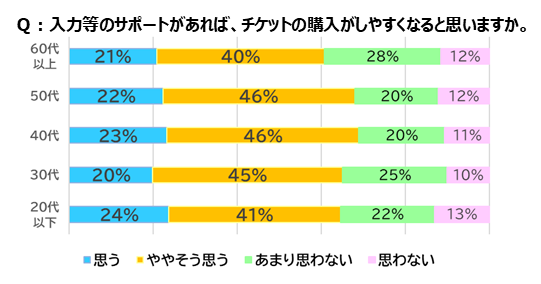 Q：入力等のサポートがあれば、チケットの購入がしやすくなると思いますか。
60代
以上
21% 40% 28% 12%
50代 22% 46% 20% 12%
40代 23% 46% 20% 11%
30代 20% 45% 25% 10%
20代
以下
24% 41% 22% 13%
思う ややそう思う あまり思わない 思わない